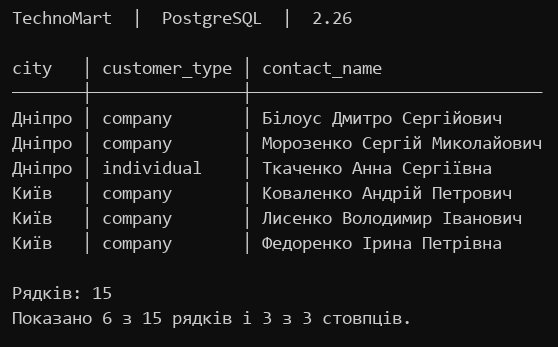 TechnoMart | PostgreSQL | 2.26
city | customer_type | contact_name
Дніпро | company | Білоус Дмитро Сергійович
Дніпро | company | Морозенко Сергій Миколайович
Дніпро | individual | Ткаченко Анна Сергіївна
Київ | company | Коваленко Андрій Петрович
Київ | company | Лисенко Володимир Іванович
Київ | company | Федоренко Ірина Петрівна
Рядків: 15
Показано 6 з 15 рядків і 3 з 3 стовпців.